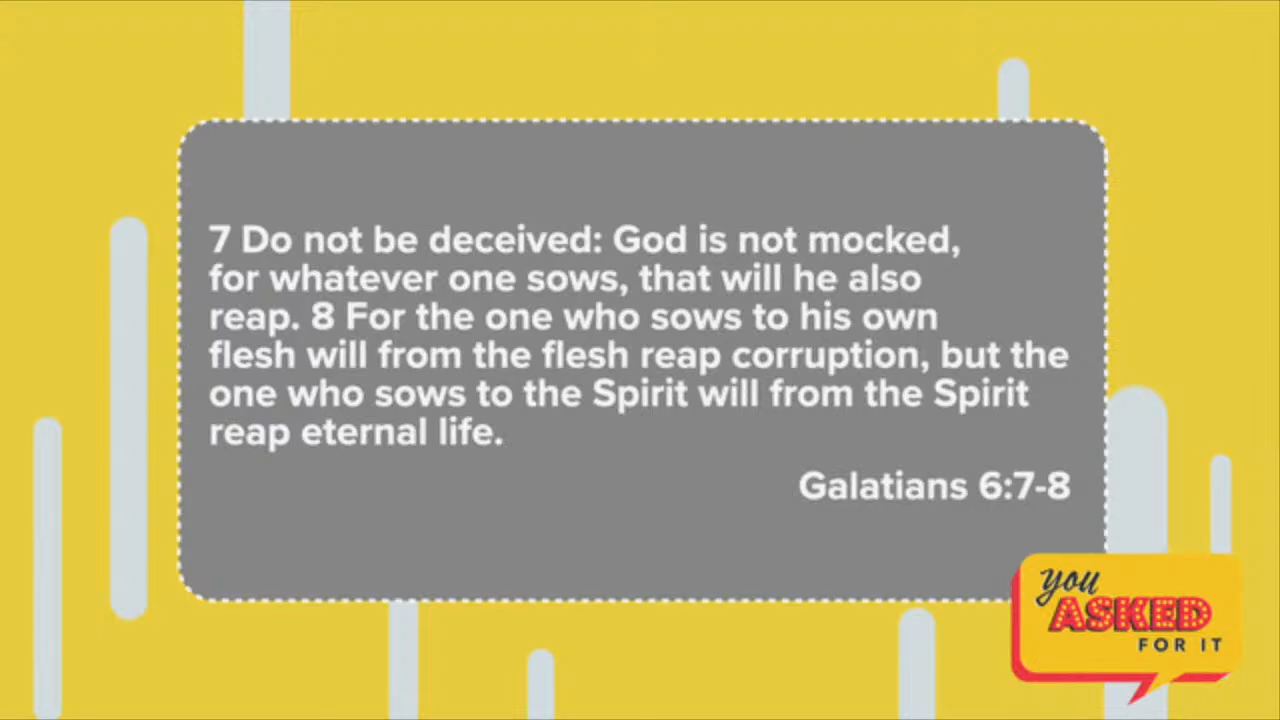 7 Do not be deceived: God is not mocked,
for whatever one sows, that will he also
reap. 8 For the one who sows to his own
flesh will from the flesh reap corruption, but the
one who sows to the Spirit will from the Spirit
reap eternal life.
Galatians 6:7-8
you
ASKED
FOR IT